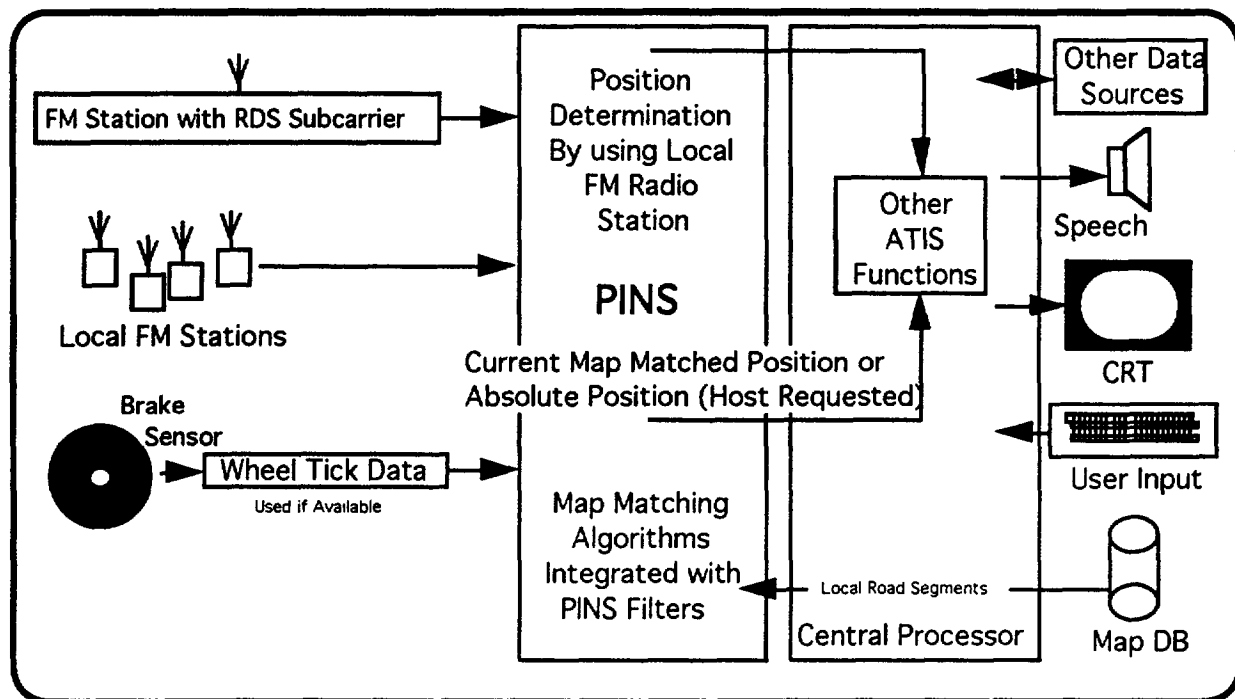 FM Station with RDS Subcarrier
Local FM Stations
Brake
Sensor
Wheel Tick Data
Used if Available
Position
Determination
By using Local
FM Radio
Station
PINS
Current Map Matched Position or
Absolute Position (Host Requested)
Map Matching
Algorithms
Integrated with
PINS Filters
Other
ATIS
Functions
Local Road Segments
Central Processor
Other Data
Sources
Speech
CRT
User Input
Map DB